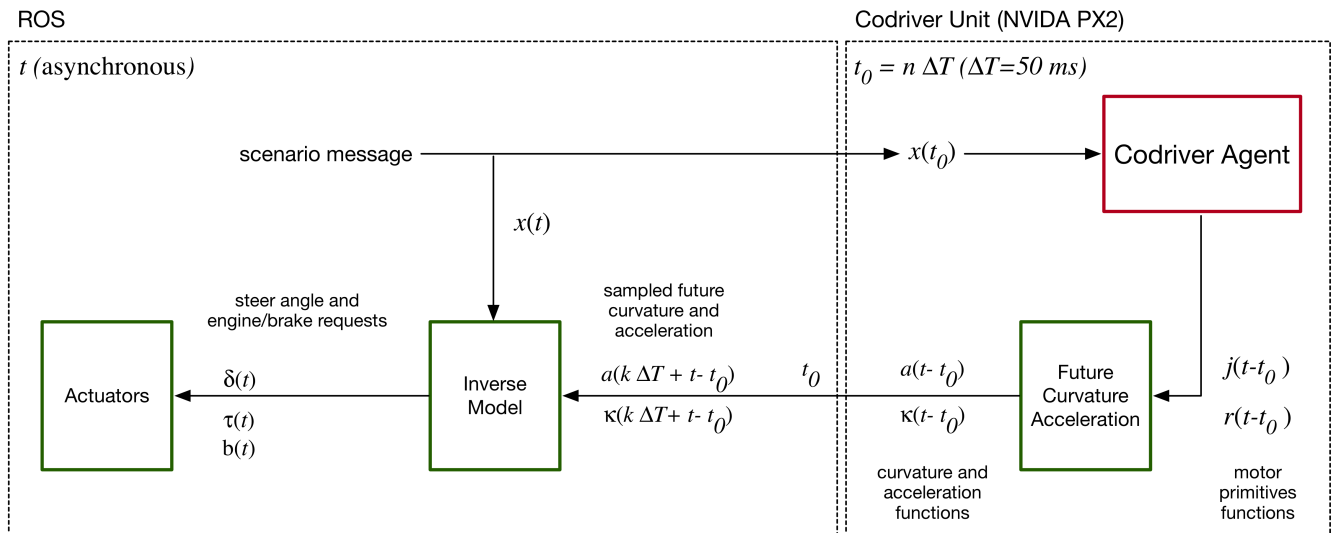 ROS
Codriver Unit (NVIDA PX2)
t (asynchronous)
t₀ = n ΔT (ΔT=50 ms)
scenario message
x(t₀)
Codriver Agent
x(t)
steer angle and
engine/brake requests
sampled future
curvature and
acceleration
Actuators
δ(t)
τ(t)
b(t)
Inverse
Model
a(k ΔT + t- t₀)
κ(k ΔT+ t- t₀)
t₀
a(t- t₀)
κ(t- t₀)
Future
Curvature
Acceleration
j(t-t₀ )
r(t-t₀ )
curvature and
acceleration
functions
motor
primitives
functions